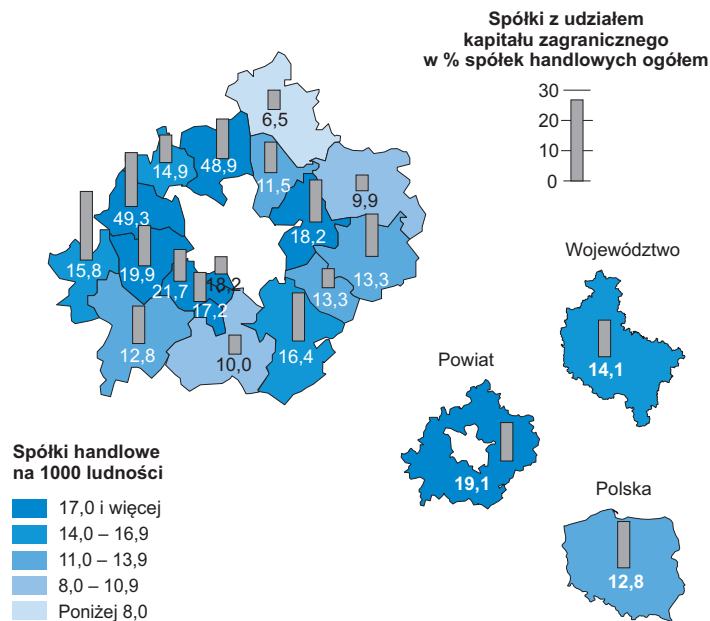 Spółki z udziałem
kapitału zagranicznego
w % spółek handlowych ogółem
30
20
10
0
6,5
48,9
14,9
11,5
9,9
49,3
18,2
15,8
19,9
13,3
21,7
18,2
13,3
17,2
12,8
10,0
16,4
Województwo
14,1
Powiat
19,1
Polska
12,8
Spółki handlowe
na 1000 ludności
17,0 i więcej
14,0 – 16,9
11,0 – 13,9
8,0 – 10,9
Poniżej 8,0